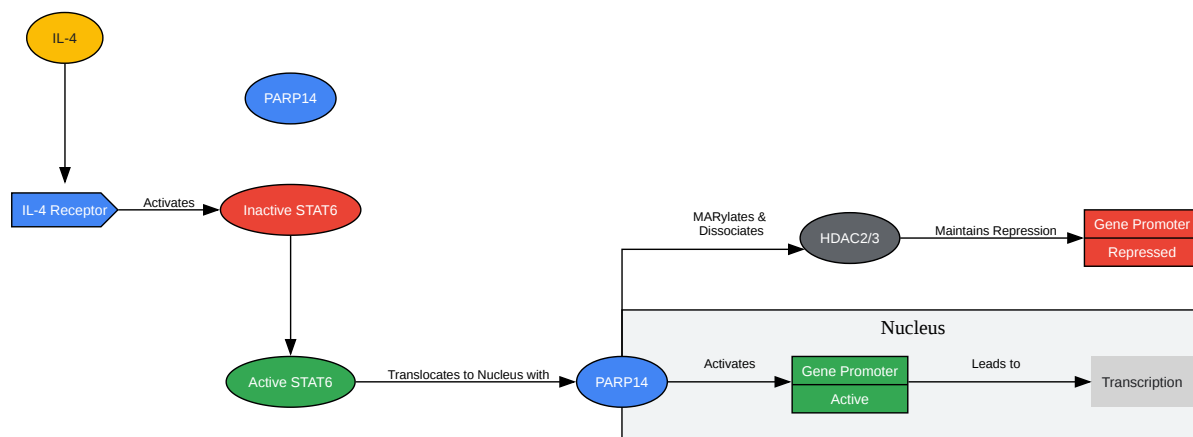 IL-4
PARP14
IL-4 Receptor
Activates
Inactive STAT6
MARylates &
Dissociates
HDAC2/3
Maintains Repression
Gene Promoter
Repressed
Nucleus
Active STAT6
Translocates to Nucleus with
PARP14
Activates
Gene Promoter
Active
Leads to
Transcription